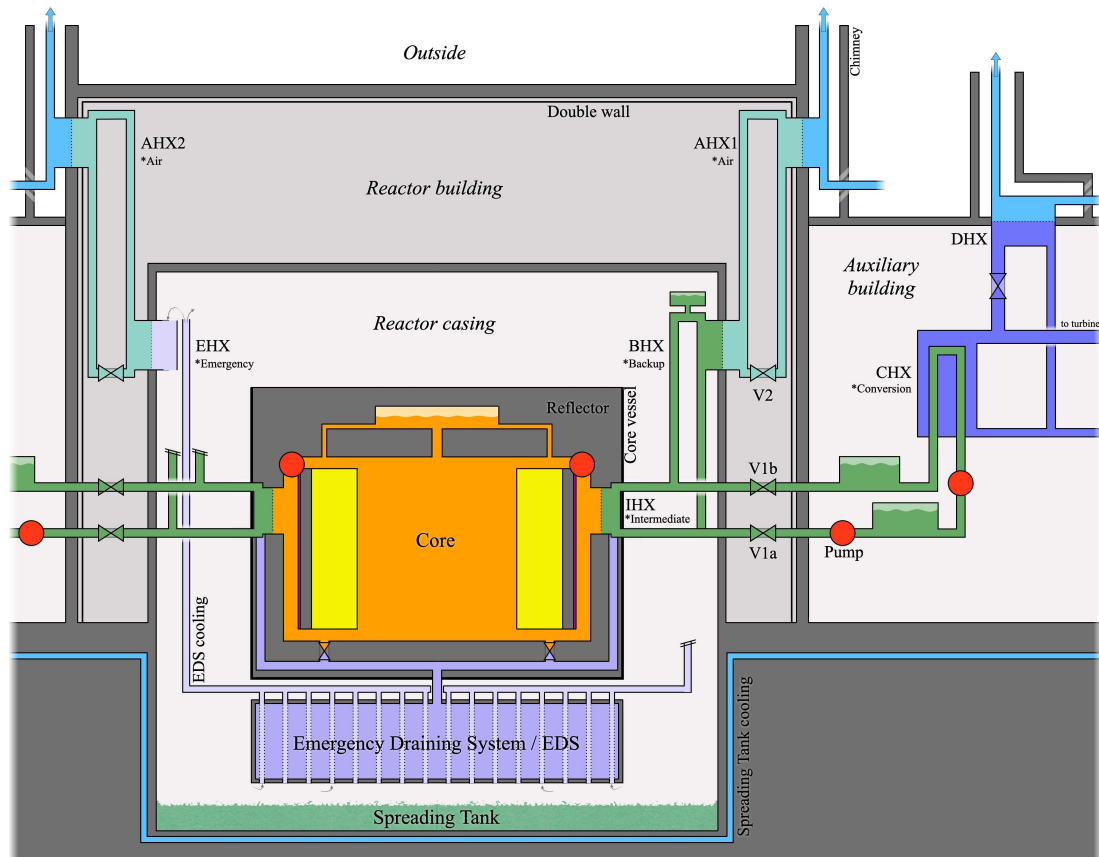 Outside
Chimney
Double wall
AHX2
*Air
AHX1
*Air
Reactor building
DHX
Auxiliary
building
Reactor casing
to turbine
EHX
*Emergency
BHX
*Backup
CHX
*Conversion
V2
Reflector
Core vessel
V1b
IHX
*Intermediate
Core
V1a
Pump
EDS cooling
Emergency Draining System / EDS
Spreading Tank cooling
Spreading Tank